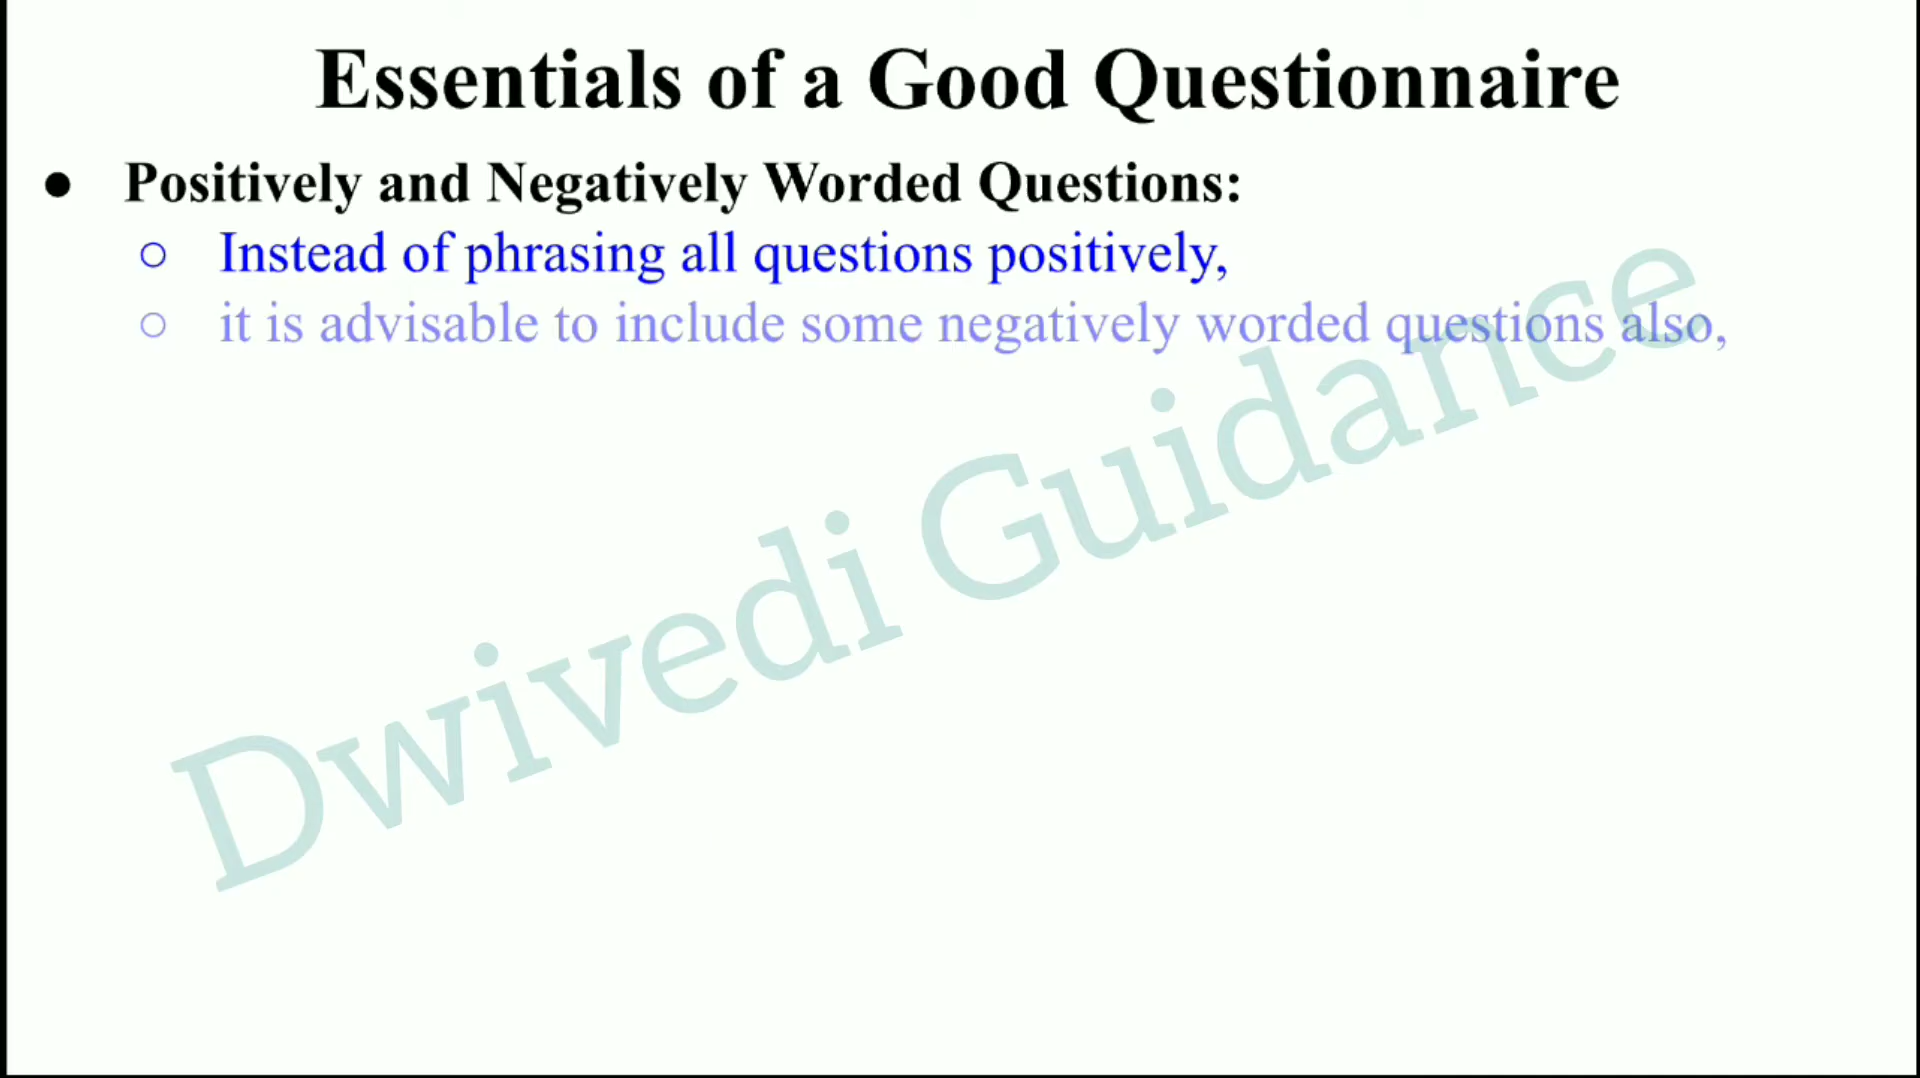 Essentials of a Good Questionnaire
● Positively and Negatively Worded Questions:
○ Instead of phrasing all questions positively,
○ it is advisable to include some negatively worded questions also,
Dwivedi Guidance